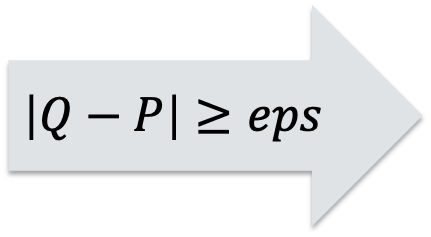 |Q − P| ≥ eps